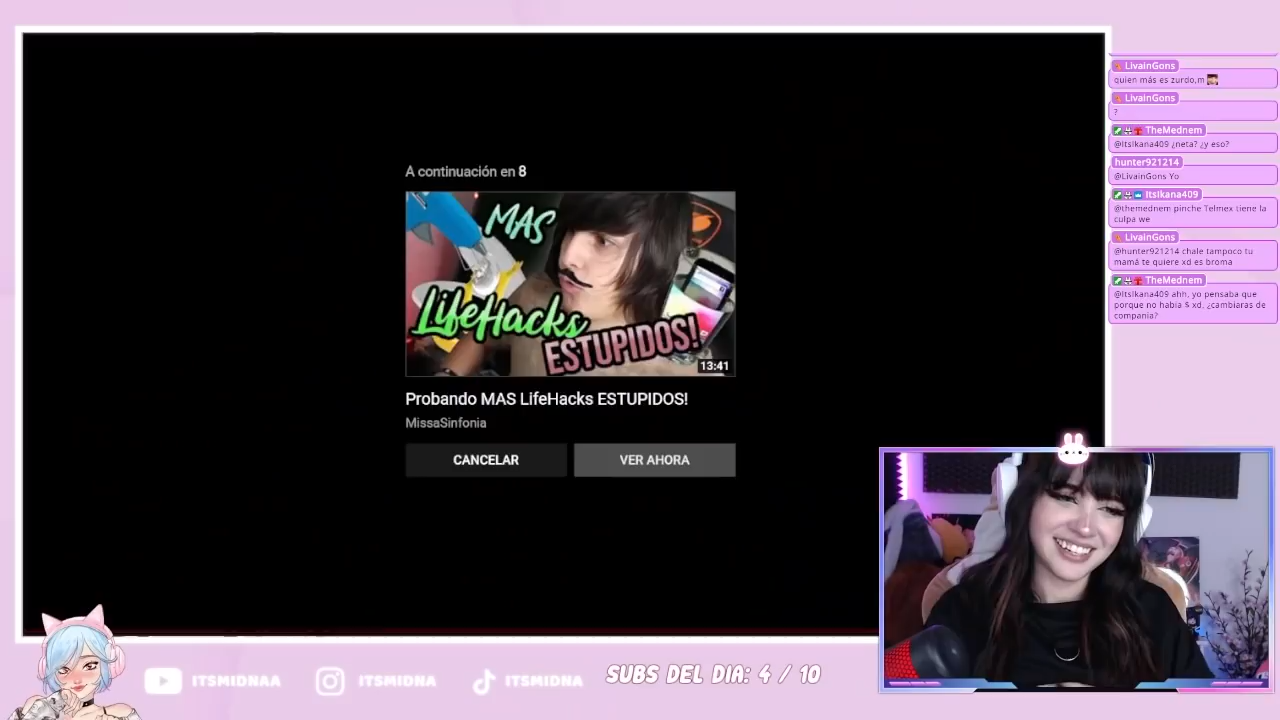 A continuación en 8
MAS
LifeHacks
ESTUPIDOS!
13:41
Probando MAS LifeHacks ESTUPIDOS!
MissaSinfonia
CANCELAR
VER AHORA
LivainGons
quien más es zurdo,m
LivainGons
?
TheMednem
@ItsIkana409 ¿neta? ¿y eso?
hunter921214
@LivainGons Yo
ItsIkana409
@themednem pinche Telmex tiene la
culpa we
LivainGons
@hunter921214 chale tampoco tu
mamá te quiere xd es broma
TheMednem
@ItsIkana409 ahh, yo pensaba que
porque no había $ xd, ¿cambiaras de
compania?
ITSMIDNAA
ITSMIDNA
ITSMIDNA
SUBS DEL DIA: 4 / 10